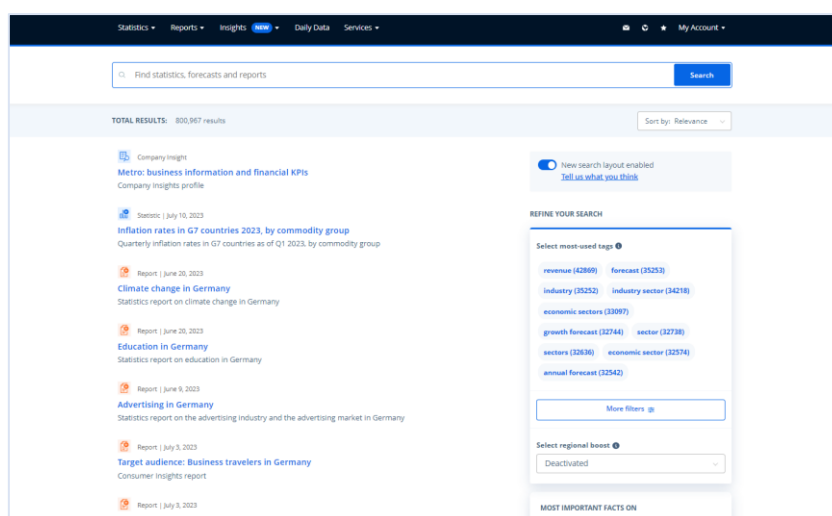 Statistics Reports Insights NEW Daily Data Services My Account
Find statistics, forecasts and reports Search
TOTAL RESULTS: 800,967 results Sort by: Relevance
Company Insight
Metro: business information and financial KPIs
Company Insights profile
Statistic | July 10, 2023
Inflation rates in G7 countries 2023, by commodity group
Quarterly inflation rates in G7 countries as of Q1 2023, by commodity group
Report | June 20, 2023
Climate change in Germany
Statistics report on climate change in Germany
Report | June 20, 2023
Education in Germany
Statistics report on education in Germany
Report | June 9, 2023
Advertising in Germany
Statistics report on the advertising industry and the advertising market in Germany
Report | July 3, 2023
Target audience: Business travelers in Germany
Consumer Insights report
Report | July 3, 2023
New search layout enabled
Tell us what you think
REFINE YOUR SEARCH
Select most-used tags
revenue (42869) forecast (35253)
industry (35252) industry sector (34218)
economic sectors (33097)
growth forecast (32744) sector (32738)
sectors (32636) economic sector (32574)
annual forecast (32542)
More filters
Select regional boost
Deactivated
MOST IMPORTANT FACTS ON